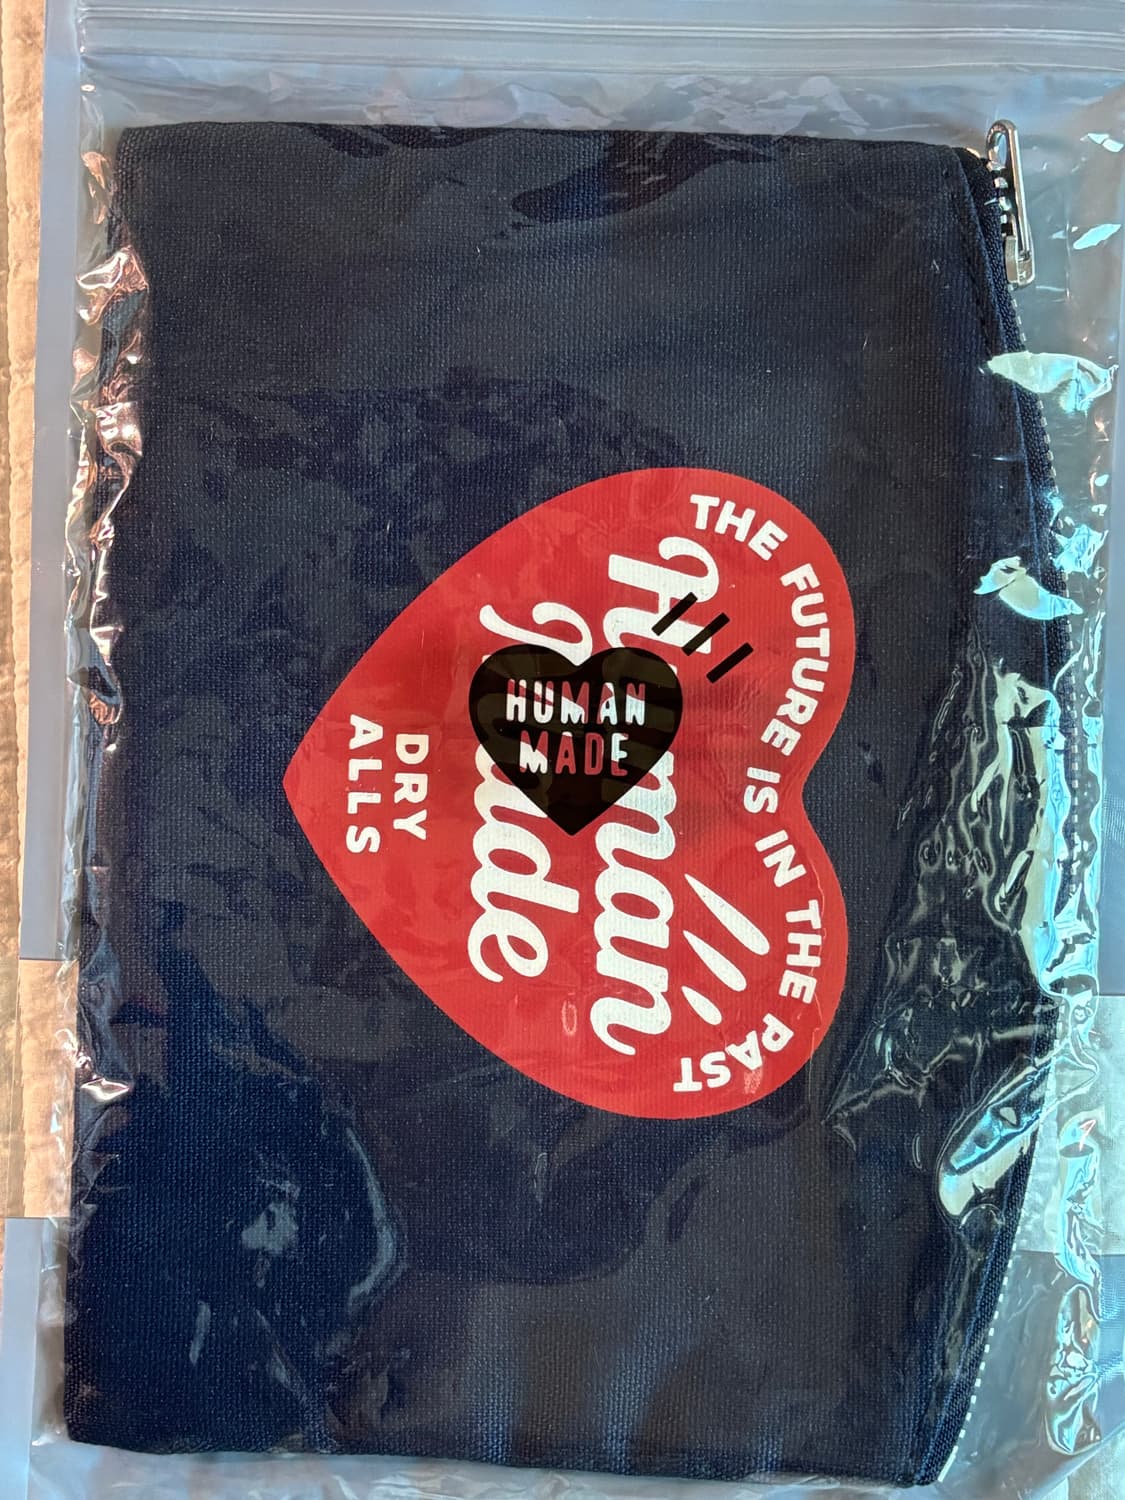 THE FUTURE IS IN THE PAST
Human
Made
DRY
ALLS
HUMAN
MADE